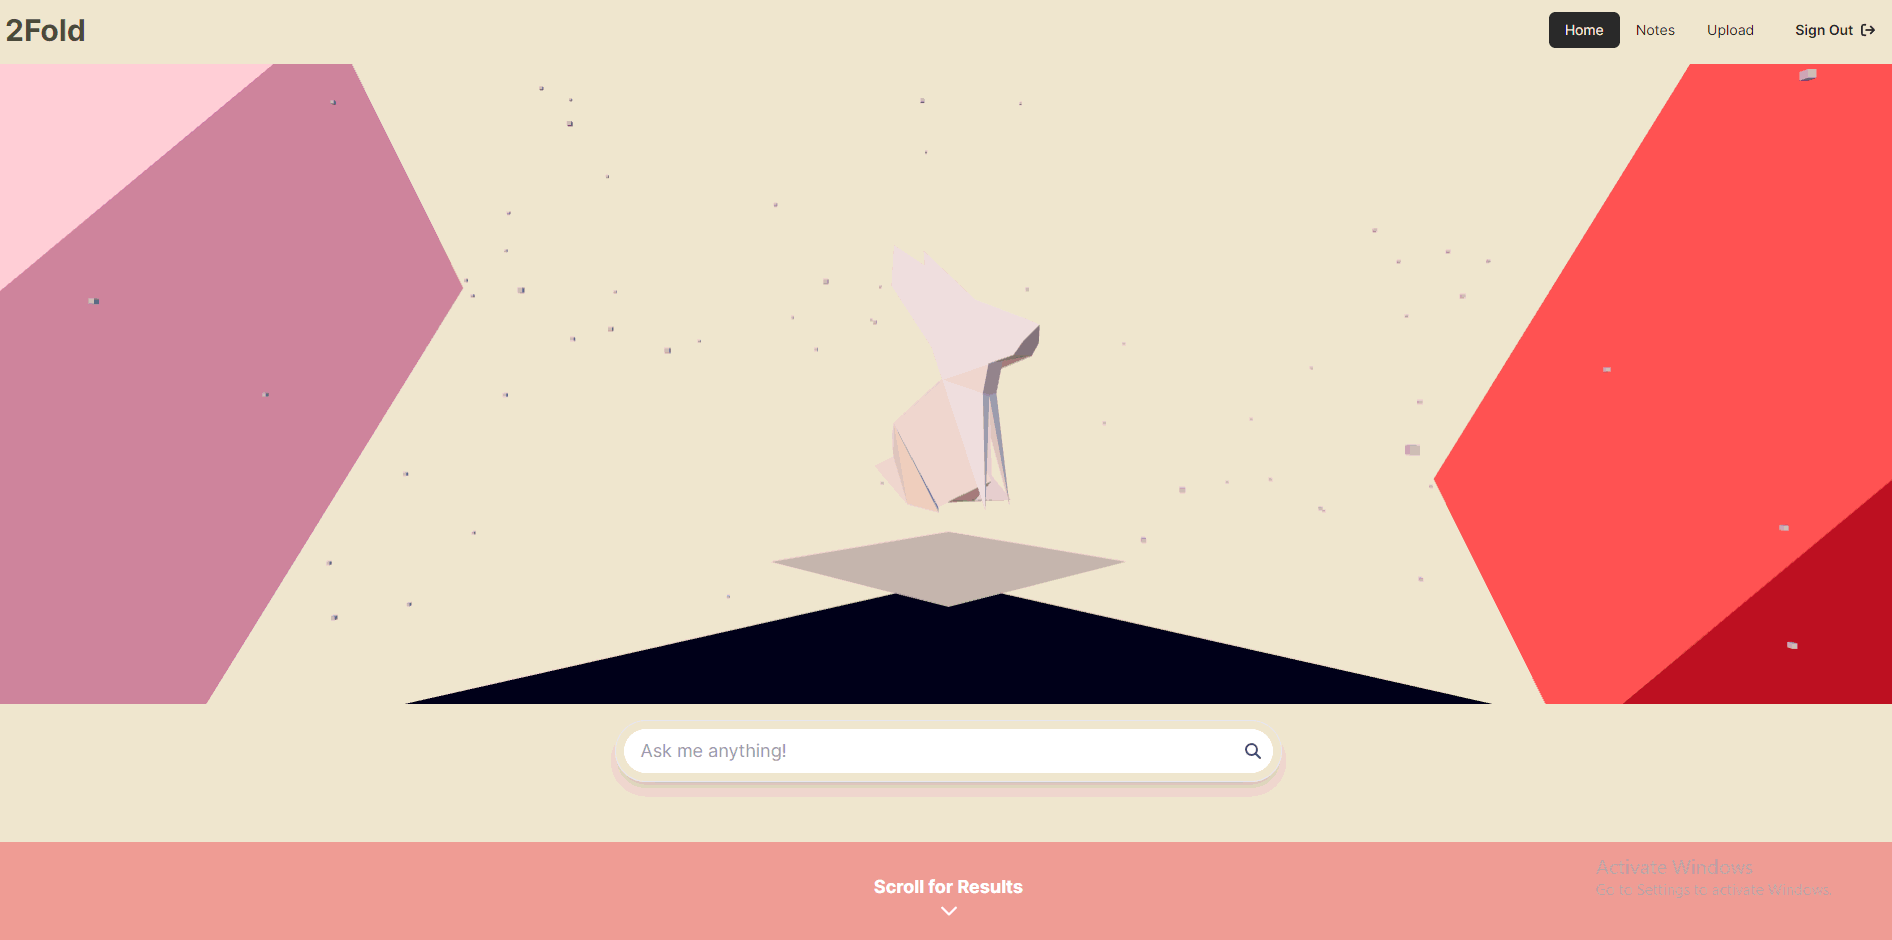 2Fold
Home
Notes
Upload
Sign Out
Ask me anything!
Scroll for Results
Activate Windows
Go to Settings to activate Windows.